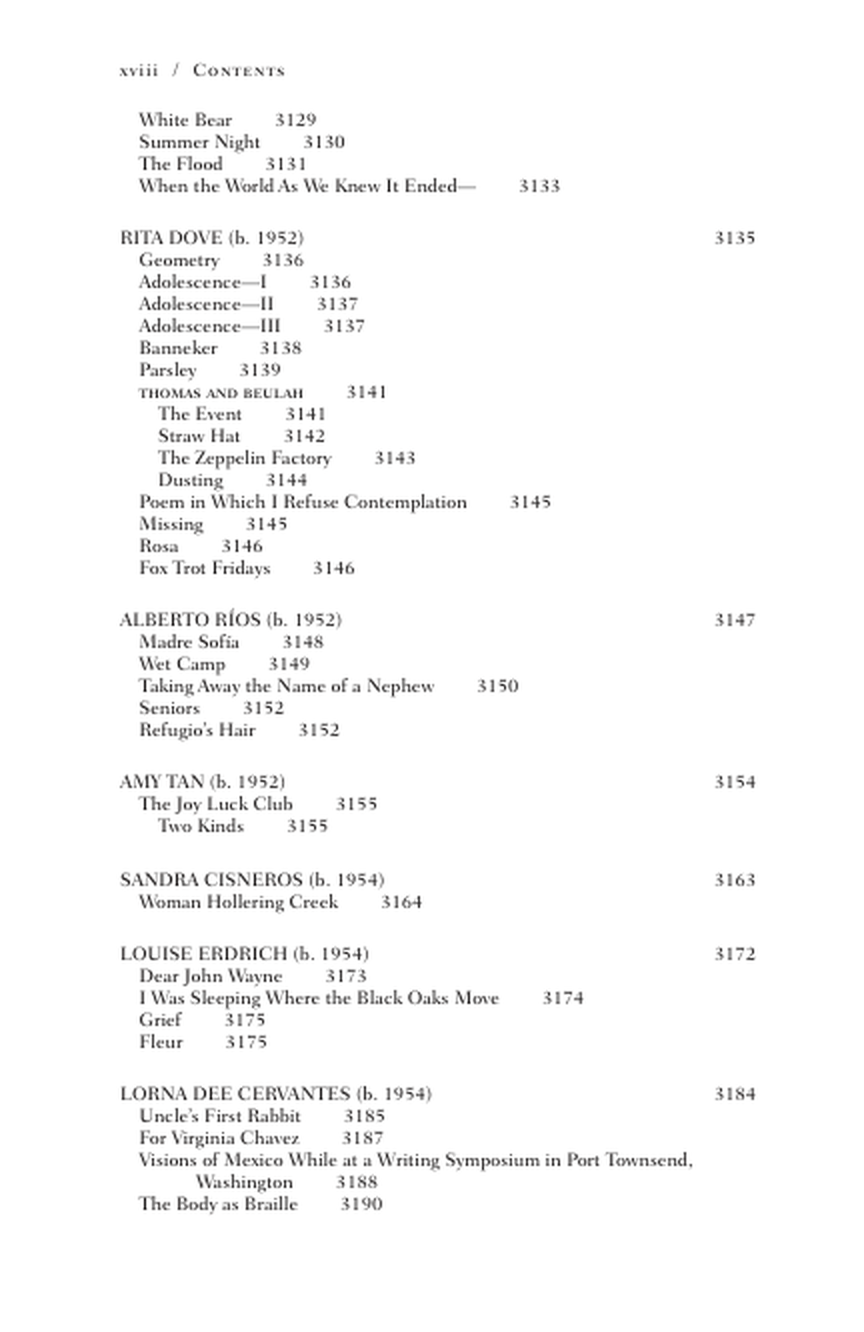 xviii / Contents
White Bear 3129
Summer Night 3130
The Flood 3131
When the World As We Knew It Ended— 3133
RITA DOVE (b. 1952) 3135
Geometry 3136
Adolescence—I 3136
Adolescence—II 3137
Adolescence—III 3137
Banneker 3138
Parsley 3139
THOMAS AND BEULAH 3141
The Event 3141
Straw Hat 3142
The Zeppelin Factory 3143
Dusting 3144
Poem in Which I Refuse Contemplation 3145
Missing 3145
Rosa 3146
Fox Trot Fridays 3146
ALBERTO RÍOS (b. 1952) 3147
Madre Sofía 3148
Wet Camp 3149
Taking Away the Name of a Nephew 3150
Seniors 3152
Refugio's Hair 3152
AMY TAN (b. 1952) 3154
The Joy Luck Club 3155
Two Kinds 3155
SANDRA CISNEROS (b. 1954) 3163
Woman Hollering Creek 3164
LOUISE ERDRICH (b. 1954) 3172
Dear John Wayne 3173
I Was Sleeping Where the Black Oaks Move 3174
Grief 3175
Fleur 3175
LORNA DEE CERVANTES (b. 1954) 3184
Uncle's First Rabbit 3185
For Virginia Chavez 3187
Visions of Mexico While at a Writing Symposium in Port Townsend,
Washington 3188
The Body as Braille 3190